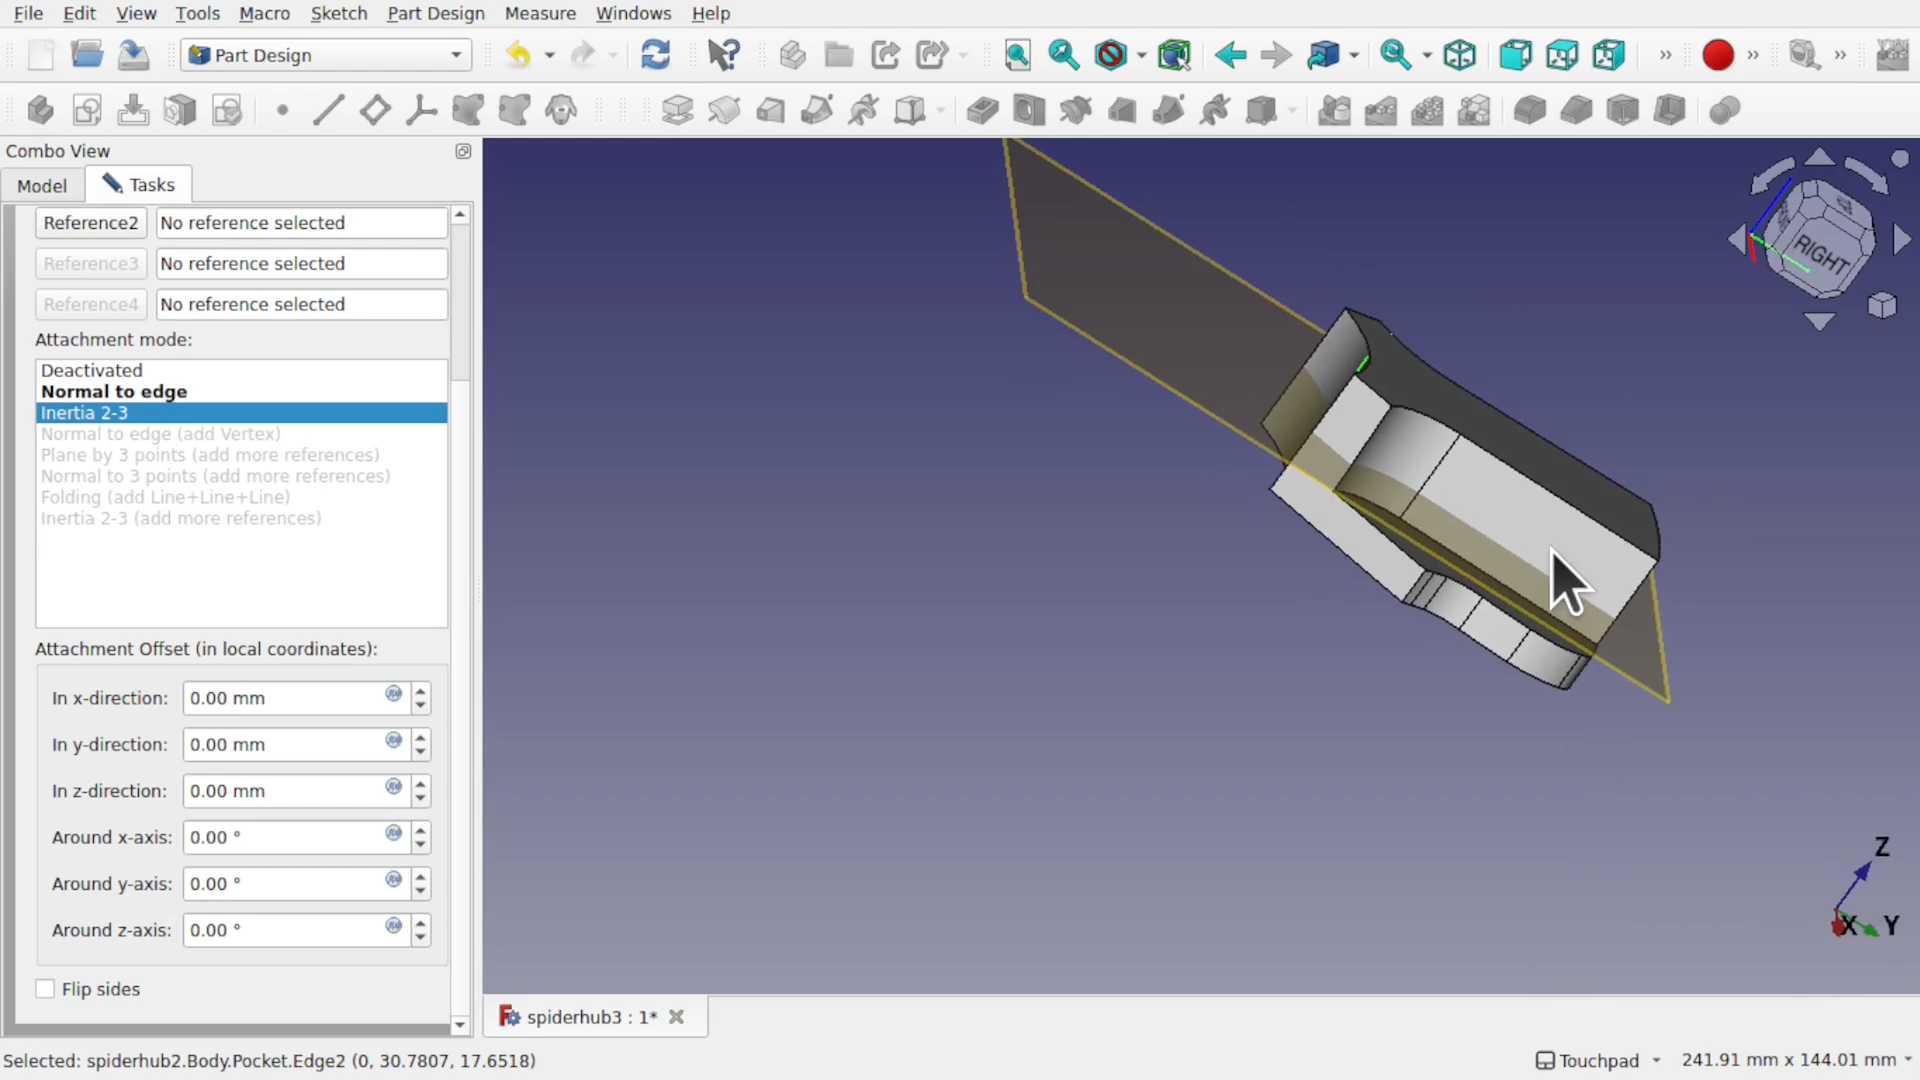 File Edit View Tools Macro Sketch Part Design Measure Windows Help
Part Design
Combo View
Model Tasks
Reference2 No reference selected
Reference3 No reference selected
Reference4 No reference selected
Attachment mode:
Deactivated
Normal to edge
Inertia 2-3
Normal to edge (add Vertex)
Plane by 3 points (add more references)
Normal to 3 points (add more references)
Folding (add Line+Line+Line)
Inertia 2-3 (add more references)
Attachment Offset (in local coordinates):
In x-direction: 0.00 mm
In y-direction: 0.00 mm
In z-direction: 0.00 mm
Around x-axis: 0.00 °
Around y-axis: 0.00 °
Around z-axis: 0.00 °
Flip sides
RIGHT
Z
X Y
spiderhub3 : 1*
Selected: spiderhub2.Body.Pocket.Edge2 (0, 30.7807, 17.6518)
Touchpad 241.91 mm x 144.01 mm